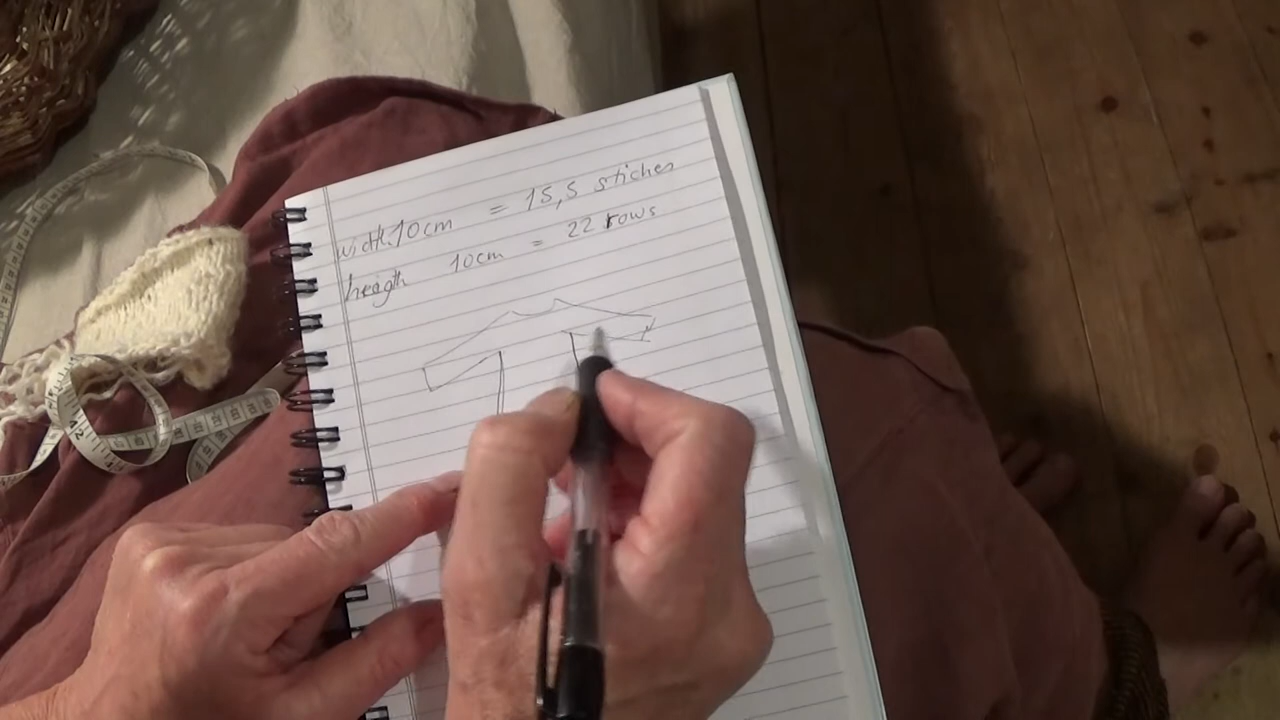 width 10cm = 15,5 stiches
heigth 10cm = 22 rows